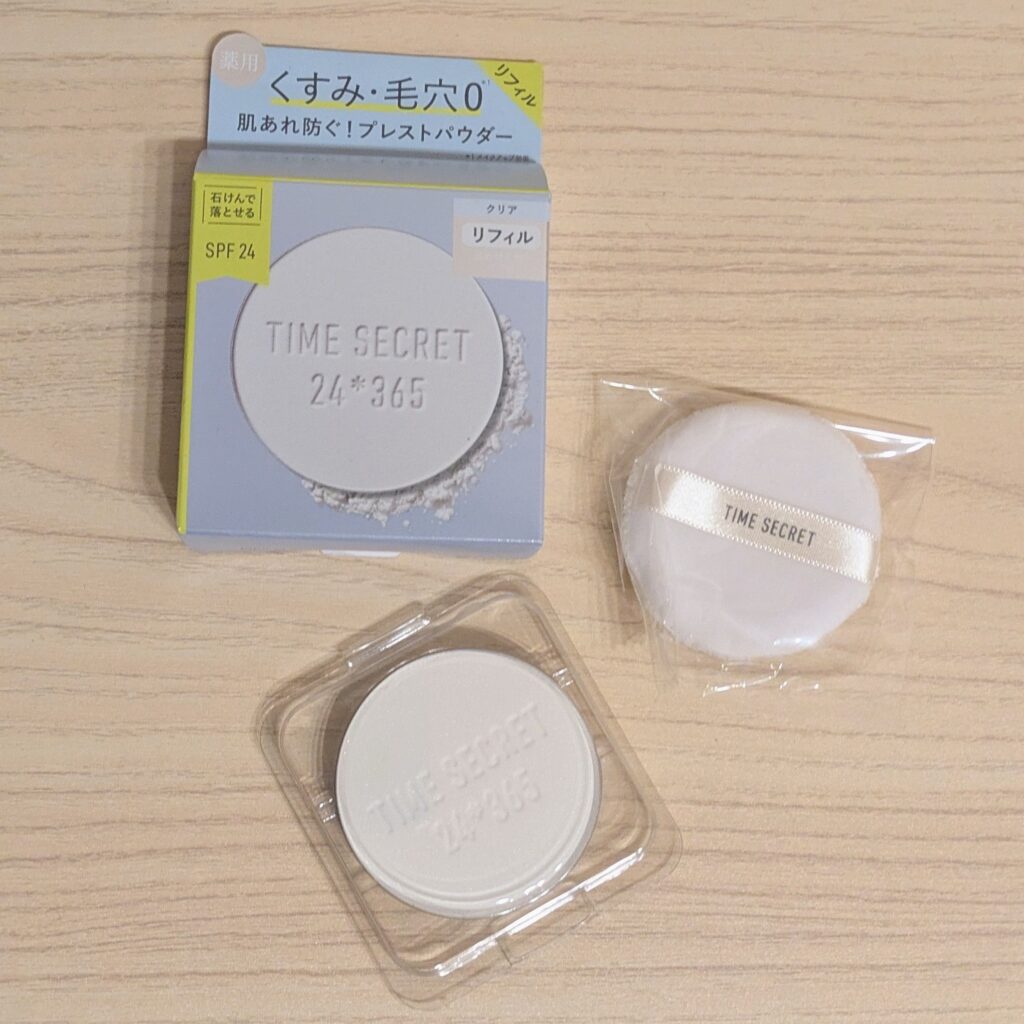 薬用
くすみ・毛穴0
リフィル
肌あれ防ぐ!プレストパウダー
石けんで
落とせる
SPF 24
クリア
リフィル
TIME SECRET
24*365
TIME SECRET
TIME SECRET
24*365